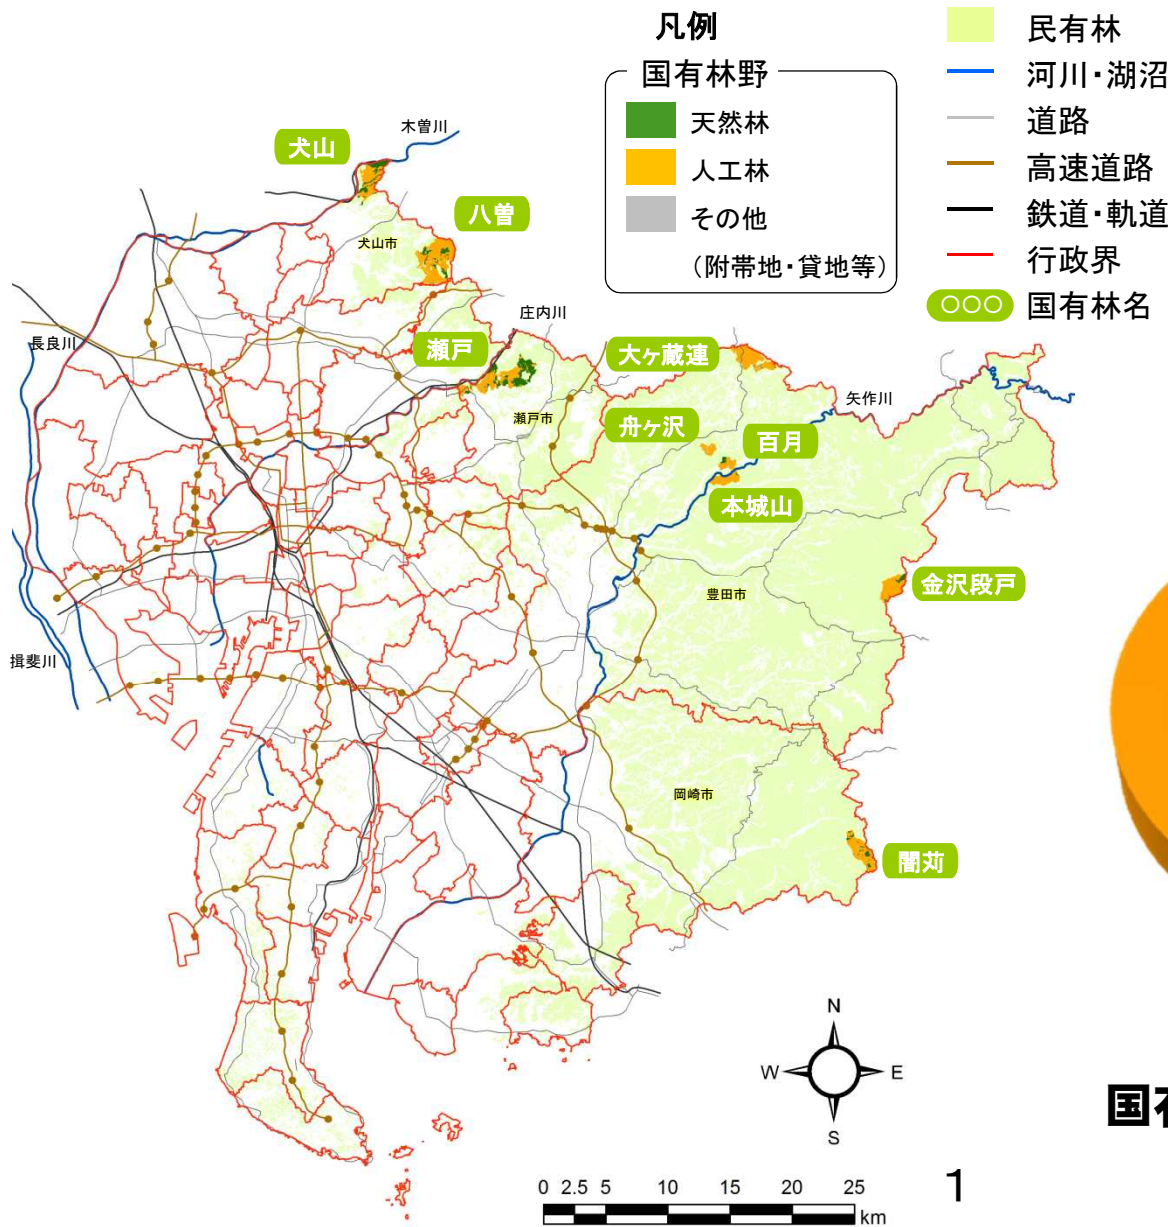 凡例
国有林野
天然林
人工林
その他
(附帯地・貸地等)
民有林
河川・湖沼
道路
高速道路
鉄道・軌道
行政界
○○○ 国有林名
木曽川
犬山
八曽
犬山市
庄内川
長良川
瀬戸
大ヶ蔵連
矢作川
瀬戸市
舟ヶ沢
百月
本城山
金沢段戸
豊田市
揖斐川
岡崎市
闇苅
N
W E
S
国
0 2.5 5 10 15 20 25
km
1